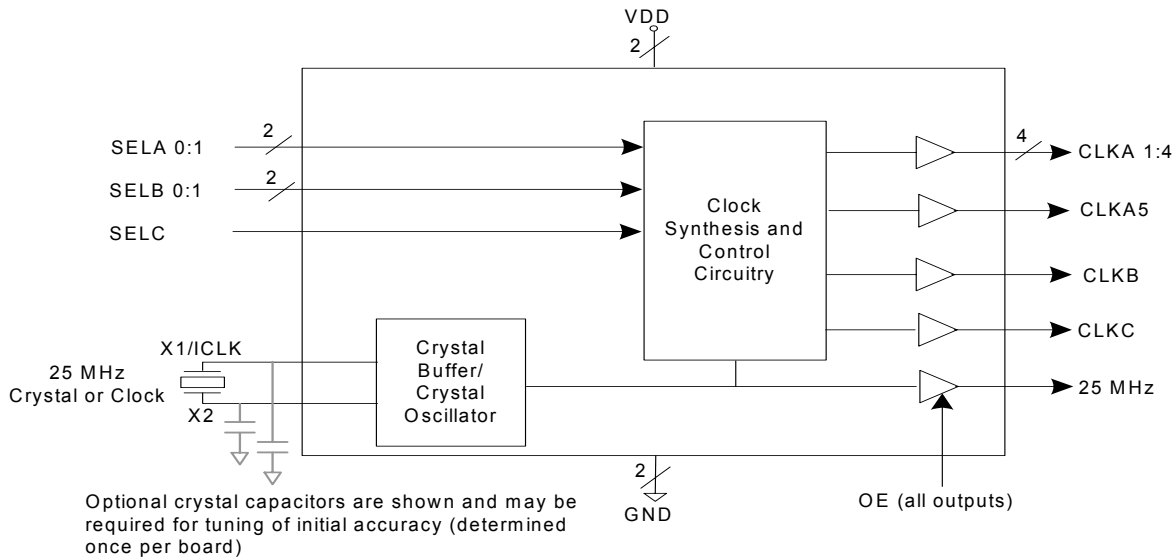 VDD
2
SELA 0:1
2
SELB 0:1
2
SELC
Clock
Synthesis and
Control
Circuitry
4
CLKA 1:4
CLKA5
CLKB
CLKC
25 MHz
X1/ICLK
25 MHz
Crystal or Clock
X2
Crystal
Buffer/
Crystal
Oscillator
2
GND
OE (all outputs)
Optional crystal capacitors are shown and may be
required for tuning of initial accuracy (determined
once per board)